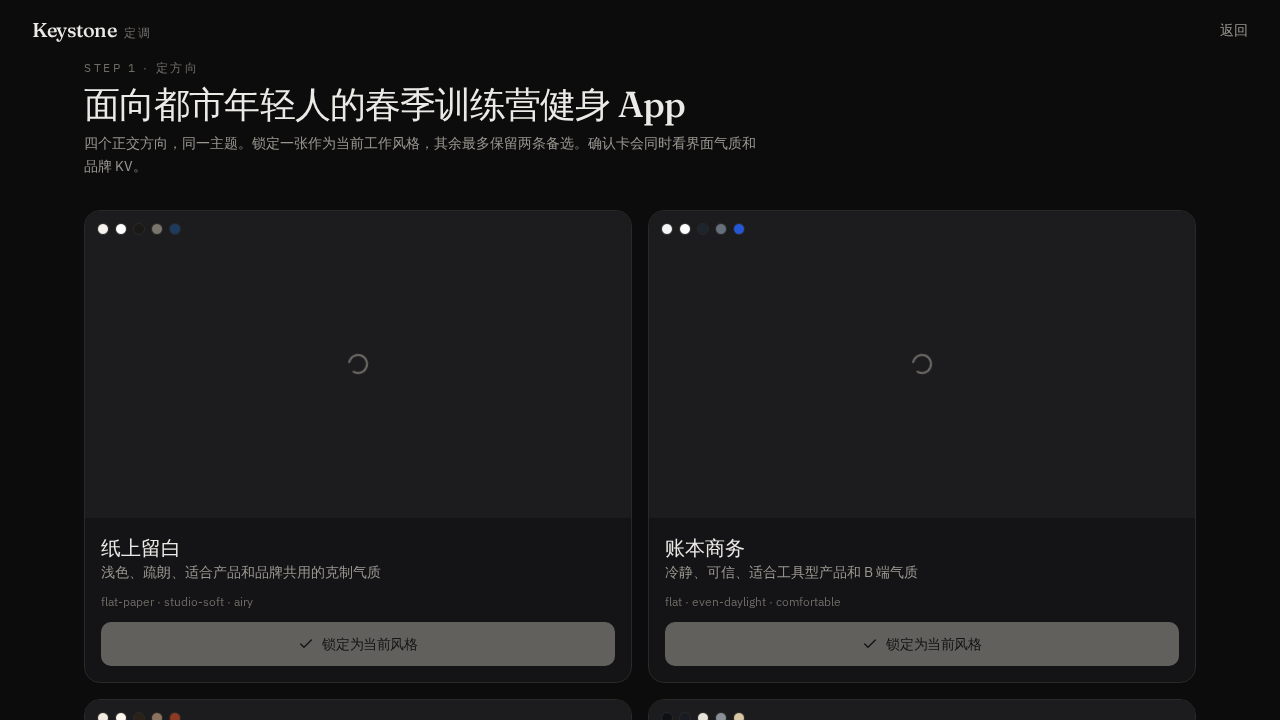 Keystone 定调
返回
STEP 1 · 定方向
面向都市年轻人的春季训练营健身 App
四个正交方向，同一主题。锁定一张作为当前工作风格，其余最多保留两条备选。确认卡会同时看界面气质和
品牌 KV。
纸上留白
浅色、疏朗、适合产品和品牌共用的克制气质
flat-paper · studio-soft · airy
锁定为当前风格
账本商务
冷静、可信、适合工具型产品和 B 端气质
flat · even-daylight · comfortable
锁定为当前风格